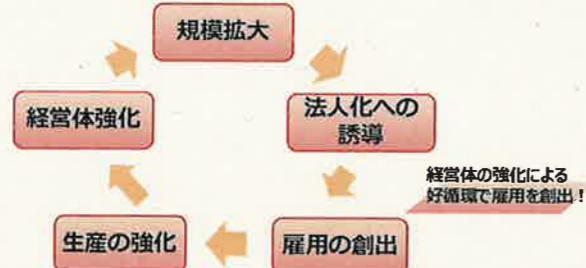 規模拡大
経営体強化
法人化への
誘導
経営体の強化による
好循環で雇用を創出!
生産の強化
雇用の創出